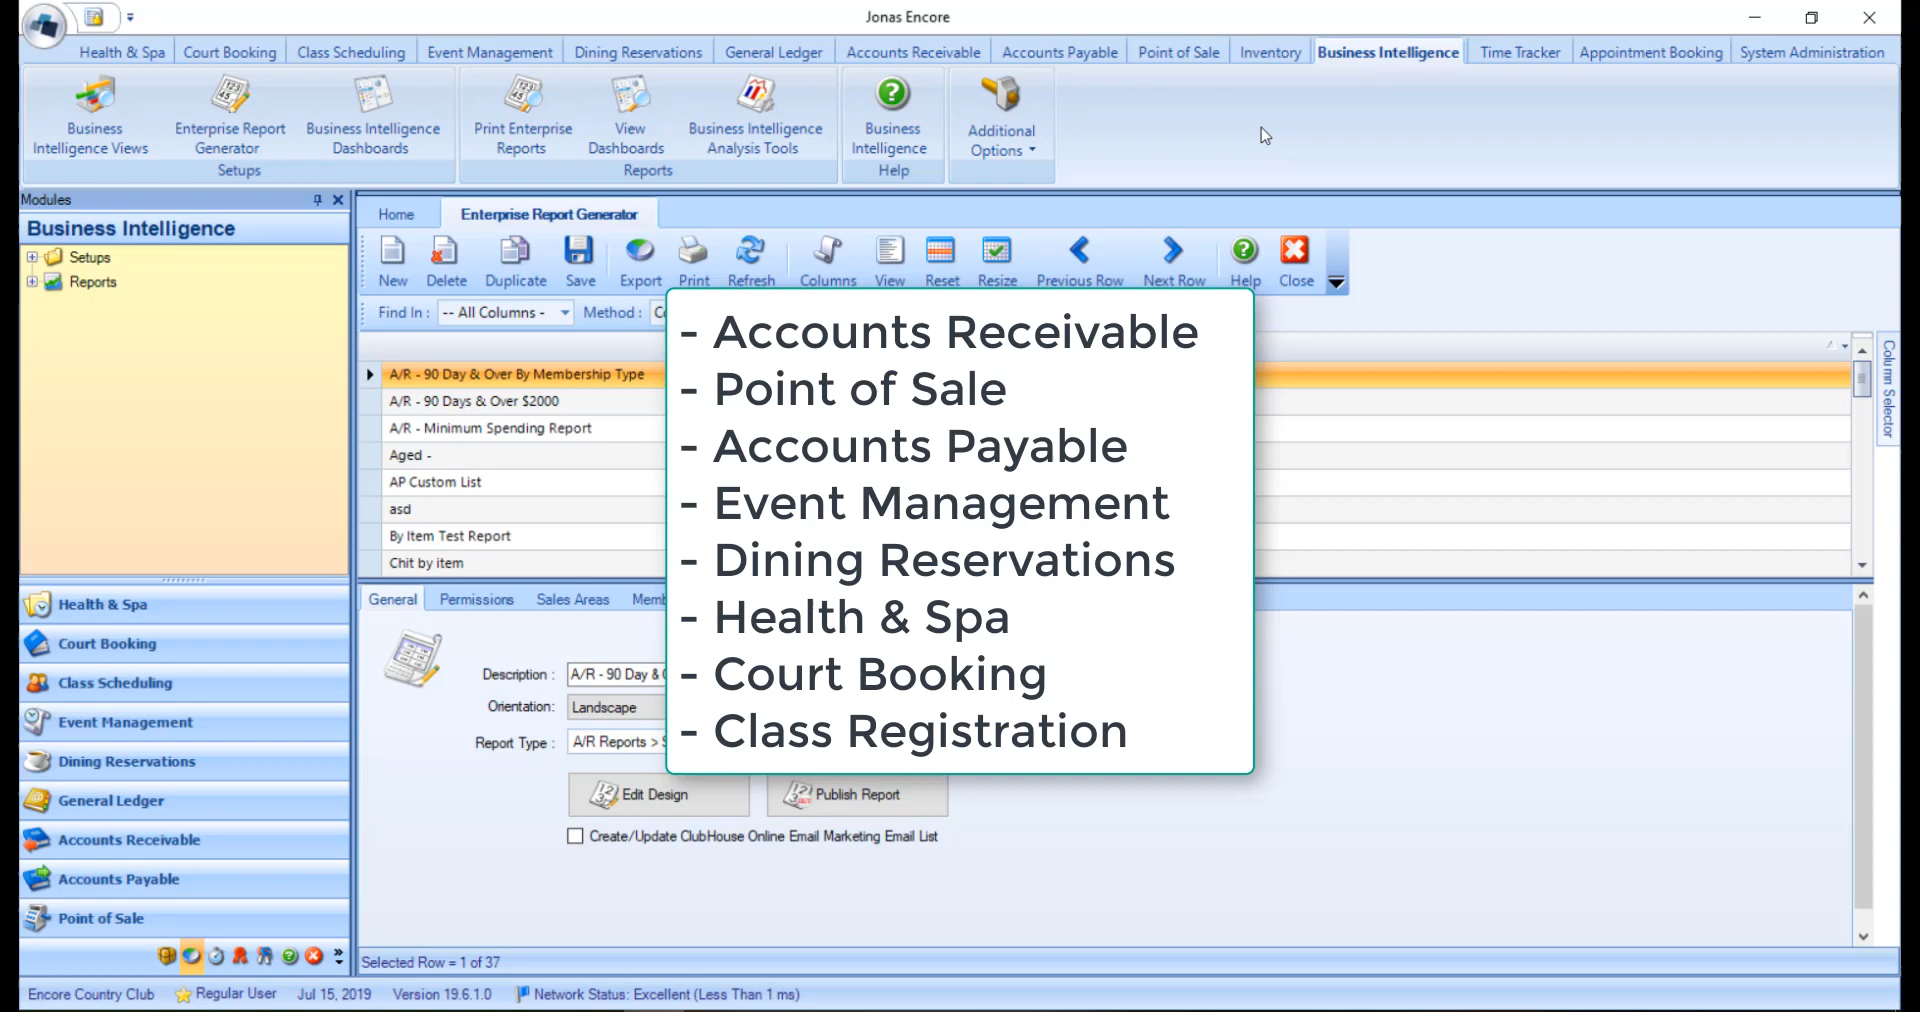 Jonas Encore
Health & Spa Court Booking Class Scheduling Event Management Dining Reservations General Ledger Accounts Receivable Accounts Payable Point of Sale Inventory Business Intelligence Time Tracker Appointment Booking System Administration
Business Intelligence Views
Enterprise Report Generator
Business Intelligence Dashboards
Setups
Print Enterprise Reports
View Dashboards
Business Intelligence Analysis Tools
Reports
Business Intelligence
Help
Additional Options
Modules
Business Intelligence
Setups
Reports
Health & Spa
Court Booking
Class Scheduling
Event Management
Dining Reservations
General Ledger
Accounts Receivable
Accounts Payable
Point of Sale
Home Enterprise Report Generator
New Delete Duplicate Save Export Print Refresh Columns View Reset Resize Previous Row Next Row Help Close
Find In : -- All Columns - Method :
Column Selector
A/R - 90 Day & Over By Membership Type
A/R - 90 Days & Over $2000
A/R - Minimum Spending Report
Aged -
AP Custom List
asd
By Item Test Report
Chit by item
- Accounts Receivable
- Point of Sale
- Accounts Payable
- Event Management
- Dining Reservations
- Health & Spa
- Court Booking
- Class Registration
General Permissions Sales Areas
Description : A/R - 90 Day &
Orientation: Landscape
Report Type : A/R Reports >
Edit Design Publish Report
Create/Update ClubHouse Online Email Marketing Email List
Selected Row = 1 of 37
Encore Country Club Regular User Jul 15, 2019 Version 19.6.1.0 Network Status: Excellent (Less Than 1 ms)